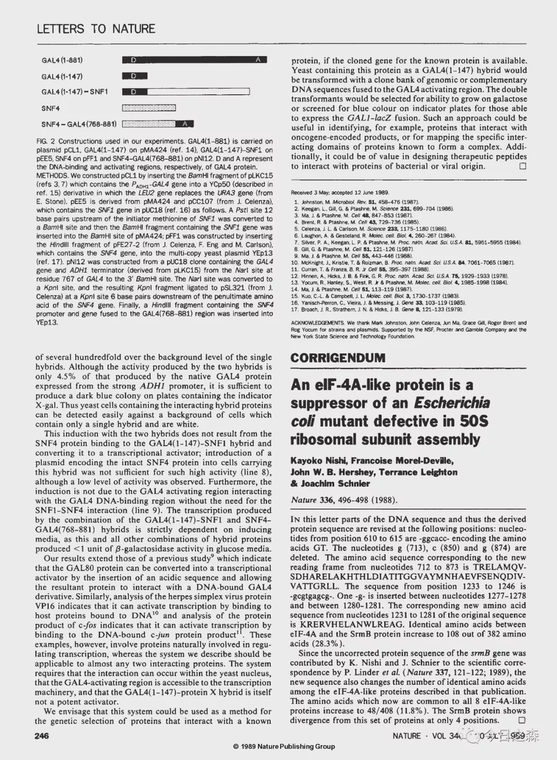 LETTERS TO NATURE
GAL4 (1-881)
D
A
GAL4 (1-147)
D
GAL4 (1-147) – SNF1
D
SNF4
SNF4 – GAL4 (768-881)
A
FIG. 2 Constructions used in experiments. GAL4(1–881) is carried on
plasmid pCL1, GAL4(1–147) on pMA424 (ref. 14), GAL4(1–147)-SNF1 on
pEE5, SNF4 on pFF1 and SNF4-GAL4(768–881) on pNI12. D and A represent
the DNA-binding and activating regions, respectively, of GAL4 protein.
METHODS. We constructed pCL1 by inserting the BamHI fragment of pLKC15
(refs 3, 7) which contains the PADH1-GAL4 gene into a YCp50 (described in
ref. 15) derivative in which the LEU2 gene replaces the URA3 gene (from
E. Stone). pEE5 is derived from pMA424 and pCC107 (from J. Celenza),
which contains the SNF1 gene in pUC18 (ref. 16) as follows. A PstI site 12
base pairs upstream of the initiator methionine of SNF1 was converted to
a BamHI site and then the BamHI fragment containing the SNF1 gene was
inserted into the BamHI site of pMA424; pFF1 was constructed by inserting
the HindIII fragment of pFE27-2 (from J. Celenza, F. Eng and M. Carlson),
which contains the SNF4 gene, into the multi-copy yeast plasmid YEp13
(ref. 17). pNI12 was constructed from a pUC18 clone containing the GAL4
gene and ADH1 terminator (derived from pLKC15) from the NarI site at
residue 767 of GAL4 to the 3' BamHI site. The NarI site was converted to
a KpnI site, and the resulting KpnI fragment ligated to pSL321 (from J.
Celenza) at a KpnI site 6 base pairs downstream of the penultimate amino
acid of the SNF4 gene. Finally, a HindIII fragment containing the SNF4
promoter and gene fused to the GAL4(768–881) region was inserted into
YEp13.
of several hundredfold over the background level of the single
hybrids. Although the activity produced by the two hybrids is
only 4.5% of that produced by the native GAL4 protein
expressed from the strong ADH1 promoter, it is sufficient to
produce a dark blue colony on plates containing the indicator
X-gal. Thus yeast cells containing the interacting hybrid proteins
can be detected easily against a background of cells which
contain only a single hybrid and are white.
This induction with the two hybrids does not result from the
SNF4 protein binding to the GAL4(1-147)-SNF1 hybrid and
converting it to a transcriptional activator; introduction of a
plasmid encoding the intact SNF4 protein into cells carrying
this hybrid was not sufficient for such high activity (line 8),
although a low level of activity was observed. Furthermore, the
induction is not due to the GAL4 activating region interacting
with the GAL4 DNA-binding region without the need for the
SNF1-SNF4 interaction (line 9). The transcription produced
by the combination of the GAL4(1-147)-SNF1 and SNF4-
GAL4(768-881) hybrids is strictly dependent on inducing
media, as this and all other combinations of hybrid proteins
produced <1 unit of β-galactosidase activity in glucose media.
Our results extend those of a previous study9 which indicate
that the GAL80 protein can be converted into a transcriptional
activator by the insertion of an acidic sequence and allowing
the resultant protein to interact with a DNA-bound GAL4
derivative. Similarly, analysis of the herpes simplex virus protein
VP16 indicates that it can activate transcription by binding to
host proteins bound to DNA10 and analysis of the protein
product of c-fos indicates that it can activate transcription by
binding to the DNA-bound c-jun protein product11. These
examples, however, involve proteins naturally involved in regu-
lating transcription, whereas the system we describe should be
applicable to almost any two interacting proteins. The system
requires that the interaction can occur within the yeast nucleus,
that the GAL4-activating region is accessible to the transcription
machinery, and that the GAL4(1-147)-protein X hybrid is itself
not a potent activator.
We envisage that this system could be used as a method for
the genetic selection of proteins that interact with a known
protein, if the cloned gene for the known protein is available.
Yeast containing this protein as a GAL4(1-147) hybrid would
be transformed with a clone bank of genomic or complementary
DNA sequences fused to the GAL4 activating region. The double
transformants would be selected for ability to grow on galactose
or screened for blue colour on indicator plates for those able
to express the GAL1-lacZ fusion. Such an approach could be
useful in identifying, for example, proteins that interact with
oncogene-encoded products, or for mapping the specific inter-
acting domains of proteins known to form a complex. Addi-
tionally, it could be of value in designing therapeutic peptides
to interact with proteins of bacterial or viral origin. □
Received 3 May; accepted 12 June 1989.
1. Johnston, M. Microbiol. Rev. 51, 458–476 (1987).
2. Keegan, L., Gill, G. & Ptashne, M. Science 231, 699–704 (1986).
3. Ma, J. & Ptashne, M. Cell 48, 847–853 (1987).
4. Brent, R. & Ptashne, M. Cell 43, 729–736 (1985).
5. Celenza, J. L. & Carlson, M. Science 233, 1175–1180 (1986).
6. Laughon, A. & Gesteland, R. Molec. cell. Biol. 4, 260–267 (1984).
7. Silver, P. A., Keegan, L. P. & Ptashne, M. Proc. natn. Acad. Sci. U.S.A. 81, 5951–5955 (1984).
8. Gill, G. & Ptashne, M. Cell 51, 121–126 (1987).
9. Ma, J. & Ptashne, M. Cell 55, 443–446 (1988).
10. McKnight, J., Kristie, T. & Roizman, B. Proc. natn. Acad. Sci. U.S.A. 84, 7061–7065 (1987).
11. Curran, T. & Franza, B. R. Jr Cell 55, 395–397 (1988).
12. Hinnen, A., Hicks, J. B. & Fink, G. R. Proc. natn. Acad. Sci. U.S.A. 75, 1929–1933 (1978).
13. Yocum, R. Hanley, S., West, R. Jr & Ptashne, M. Molec. cell. Biol. 4, 1985–1998 (1984).
14. Ma, J. & Ptashne, M. Cell 51, 113–119 (1987).
15. Kuo, C.-L. & Campbell, J. L. Molec. cell. Biol. 3, 1730–1737 (1983).
16. Yanisch-Perron, C., Vieira, J. & Messing, J. Gene 33, 103–119 (1985).
17. Broach, J. R., Strathern, J. N. & Hicks, J. B. Gene 8, 121–133 (1979).
ACKNOWLEDGEMENTS. We thank Mark Johnston, John Celenza, Jun Ma, Grace Gill, Roger Brent and
Rog Yocum for strains and plasmids. Supported by the NSF, Procter and Gamble Company and the
New York State Science and Technology Foundation.
CORRIGENDUM
An eIF-4A-like protein is a
suppressor of an Escherichia
coli mutant defective in 50S
ribosomal subunit assembly
Kayoko Nishi, Francoise Morel-Deville,
John W. B. Hershey, Terrance Leighton
& Joachim Schnier
Nature 336, 496–498 (1988).
IN this letter parts of the DNA sequence and thus the derived
protein sequence are revised at the following positions: nucleo-
tides from position 610 to 615 are -ggcacc- encoding the amino
acids GT. The nucleotides g (713), c (850) and g (874) are
deleted. The amino acid sequence corresponding to the new
reading frame from nucleotides 712 to 873 is TRELAMQV-
SDHARELAKHTHLDIATITGGVAYMNHAEVFSENQDIV-
VATTGRLL. The sequence from position 1233 to 1236 is
-gcgtgagcg-. One -g- is inserted between nucleotides 1277-1278
and between 1280-1281. The corresponding new amino acid
sequence from nucleotides 1231 to 1281 of the original sequence
is KRERVHELANWLREAG. Identical amino acids between
eIF-4A and the SrmB protein increase to 108 out of 382 amino
acids (28.3%).
Since the uncorrected protein sequence of the srmB gene was
contributed by K. Nishi and J. Schnier to the scientific corre-
spondence by P. Linder et al. (Nature 337, 121-122; 1989), the
new sequence also changes the number of identical amino acids
among the eIF-4A-like proteins described in that publication.
The amino acids which now are common to all 8 eIF-4A-like
proteins increase to 48/408 (11.8%). The SrmB protein shows
divergence from this set of proteins at only 4 positions. □
246
NATURE · VOL 340 · 1989
今日之森
© 1989 Nature Publishing Group